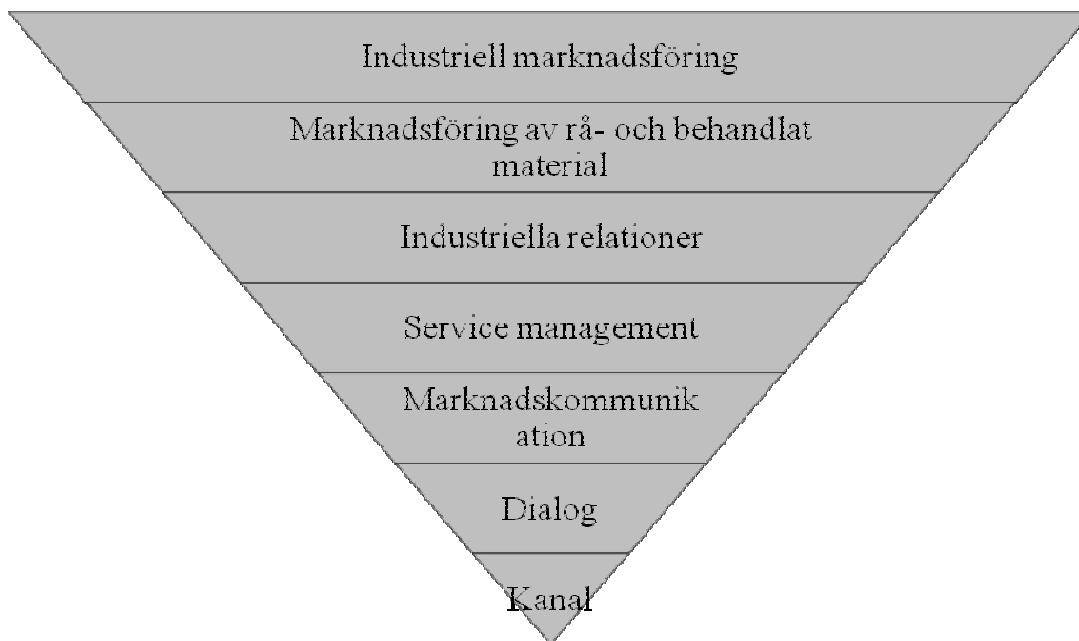 Industriell marknadsföring
Marknadsföring av rå- och behandlat
material
Industriella relationer
Service management
Marknadskommunik
ation
Dialog
Kanal